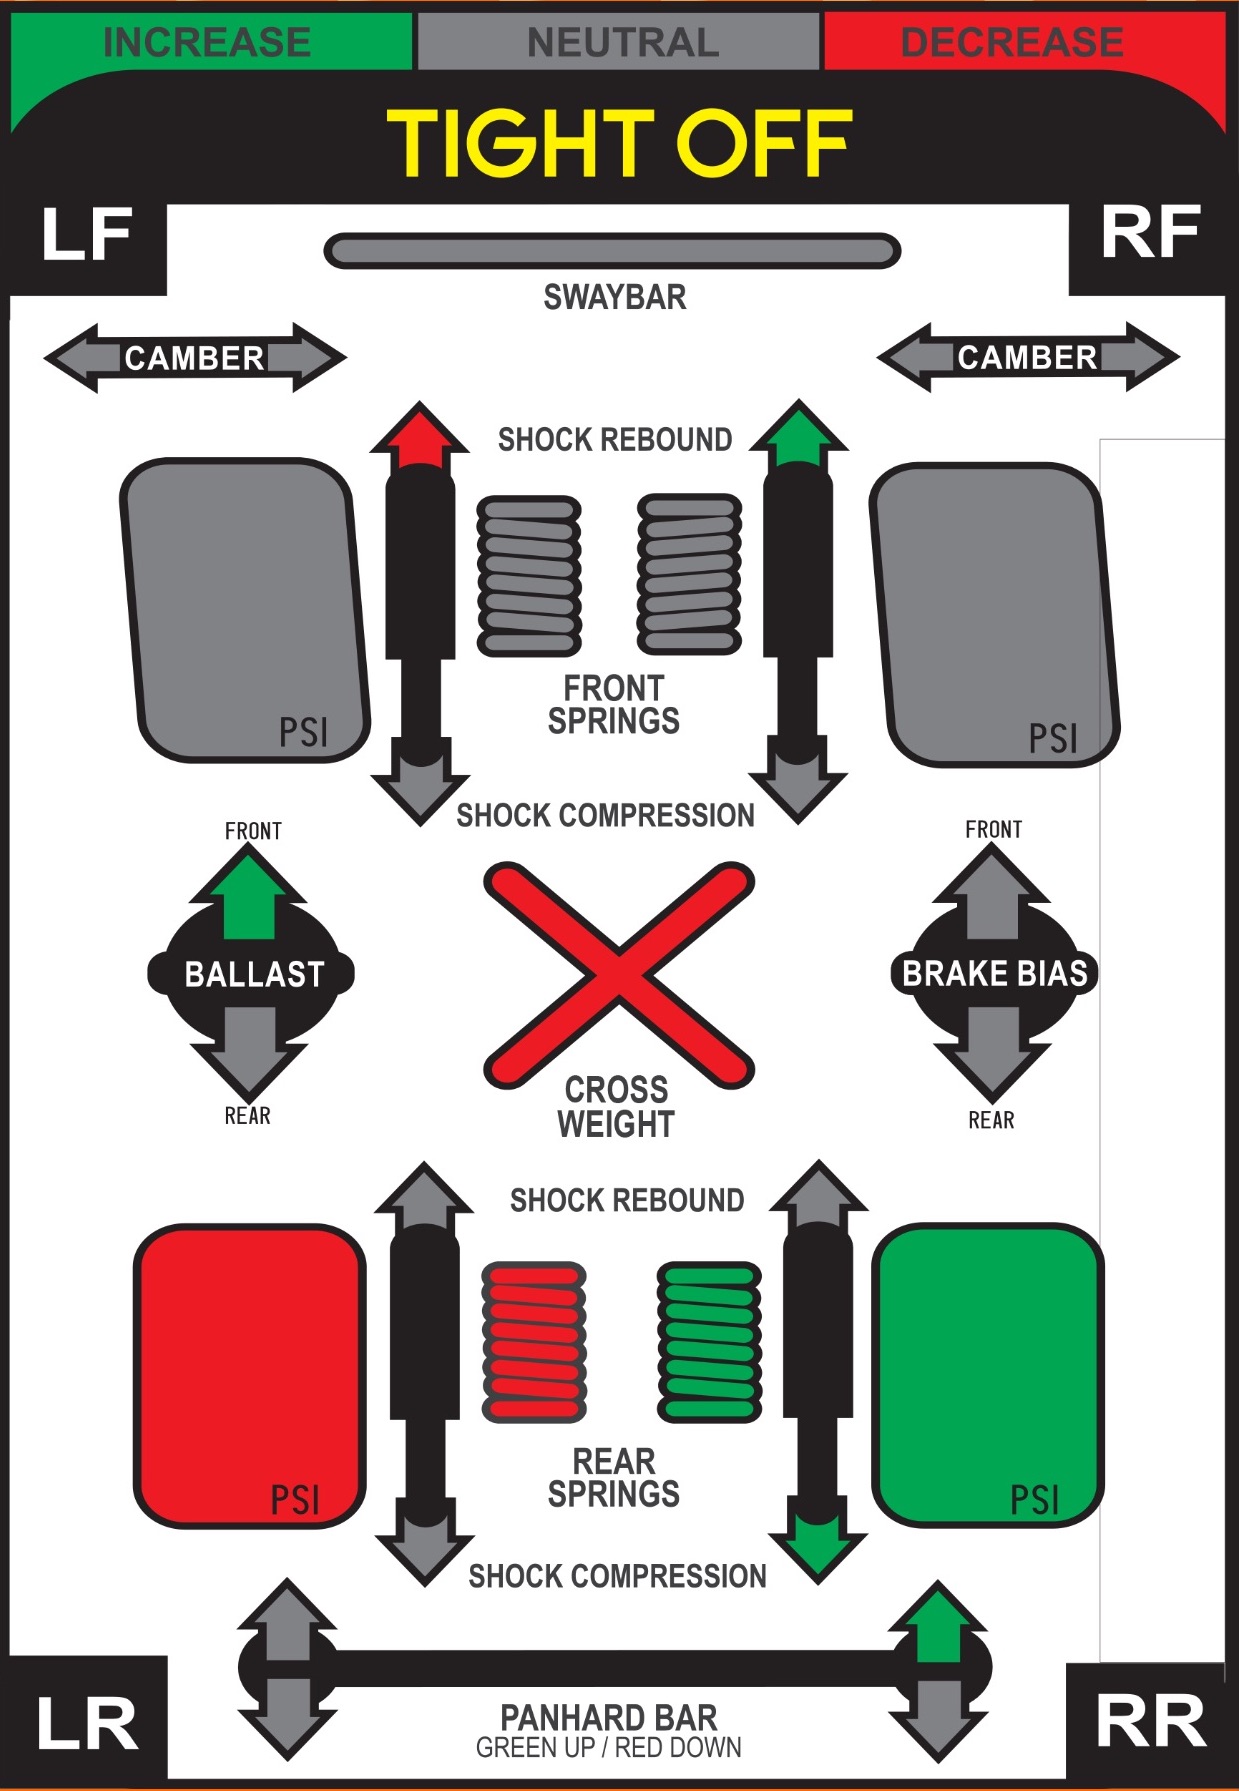 INCREASE
NEUTRAL
DECREASE
TIGHT OFF
LF
RF
SWAYBAR
CAMBER
CAMBER
SHOCK REBOUND
FRONT
SPRINGS
PSI
PSI
SHOCK COMPRESSION
FRONT
FRONT
BALLAST
BRAKE BIAS
REAR
REAR
CROSS
WEIGHT
SHOCK REBOUND
REAR
SPRINGS
PSI
PSI
SHOCK COMPRESSION
LR
RR
PANHARD BAR
GREEN UP / RED DOWN